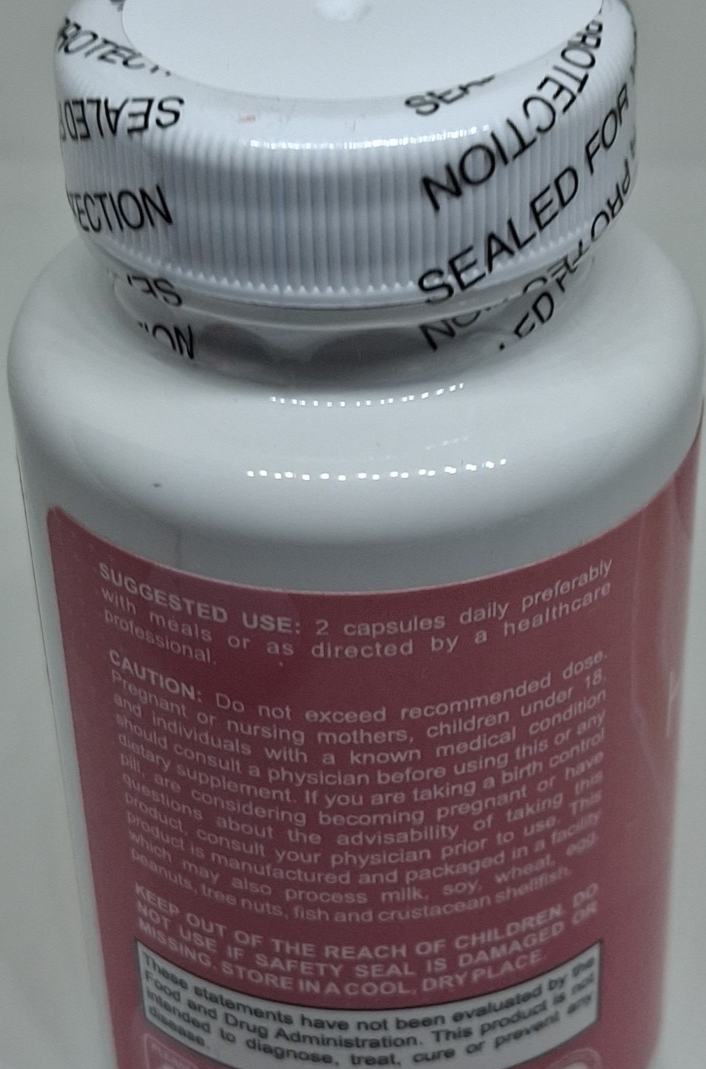 PROTECTION
SEALED
SEALED FOR
PROTECTION
ECTION
SUGGESTED USE: 2 capsules daily preferably
with meals or as directed by a healthcare
professional.
CAUTION: Do not exceed recommended dose.
Pregnant or nursing mothers, children under 18,
and individuals with a known medical condition
should consult a physician before using this or any
dietary supplement. If you are taking a birth control
pill, are considering becoming pregnant or have
questions about the advisability of taking this
product, consult your physician prior to use. This
product is manufactured and packaged in a facility
which may also process milk, soy, wheat, egg,
peanuts, tree nuts, fish and crustacean shellfish.
KEEP OUT OF THE REACH OF CHILDREN. DO
NOT USE IF SAFETY SEAL IS DAMAGED OR
MISSING. STORE IN A COOL, DRY PLACE.
These statements have not been evaluated by the
Food and Drug Administration. This product is not
intended to diagnose, treat, cure or prevent any
disease.